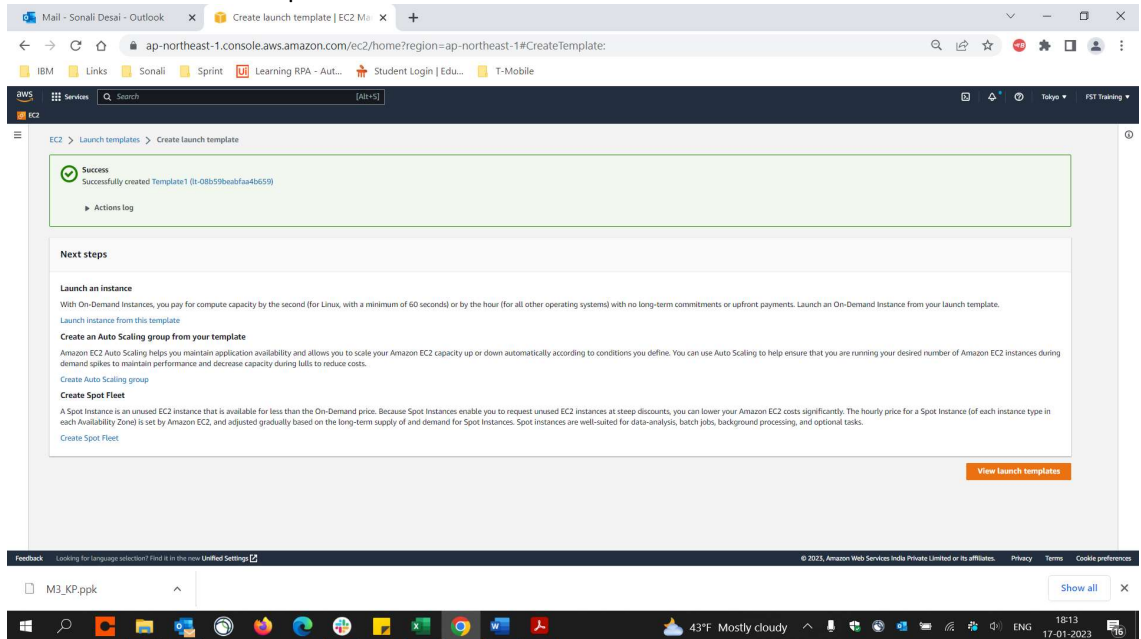 Mail - Sonali Desai - Outlook
Create launch template | EC2 Ma
ap-northeast-1.console.aws.amazon.com/ec2/home?region=ap-northeast-1#CreateTemplate:
IBM Links Sonali Sprint Ui Learning RPA - Aut... Student Login | Edu... T-Mobile
aws Services Search [Alt+S] Tokyo FST Training
EC2
EC2 > Launch templates > Create launch template
Success
Successfully created Template1 (lt-08b59beabfaa4b659)
Actions log
Next steps
Launch an instance
With On-Demand Instances, you pay for compute capacity by the second (for Linux, with a minimum of 60 seconds) or by the hour (for all other operating systems) with no long-term commitments or upfront payments. Launch an On-Demand Instance from your launch template.
Launch instance from this template
Create an Auto Scaling group from your template
Amazon EC2 Auto Scaling helps you maintain application availability and allows you to scale your Amazon EC2 capacity up or down automatically according to conditions you define. You can use Auto Scaling to help ensure that you are running your desired number of Amazon EC2 instances during
demand spikes to maintain performance and decrease capacity during lulls to reduce costs.
Create Auto Scaling group
Create Spot Fleet
A Spot Instance is an unused EC2 instance that is available for less than the On-Demand price. Because Spot Instances enable you to request unused EC2 instances at steep discounts, you can lower your Amazon EC2 costs significantly. The hourly price for a Spot Instance (of each instance type in
each Availability Zone) is set by Amazon EC2, and adjusted gradually based on the long-term supply of and demand for Spot Instances. Spot instances are well-suited for data-analysis, batch jobs, background processing, and optional tasks.
Create Spot Fleet
View launch templates
Feedback Looking for language selection? Find it in the new Unified Settings © 2023, Amazon Web Services India Private Limited or its affiliates. Privacy Terms Cookie preferences
M3_KP.ppk Show all
43°F Mostly cloudy ENG 18:13
17-01-2023 16